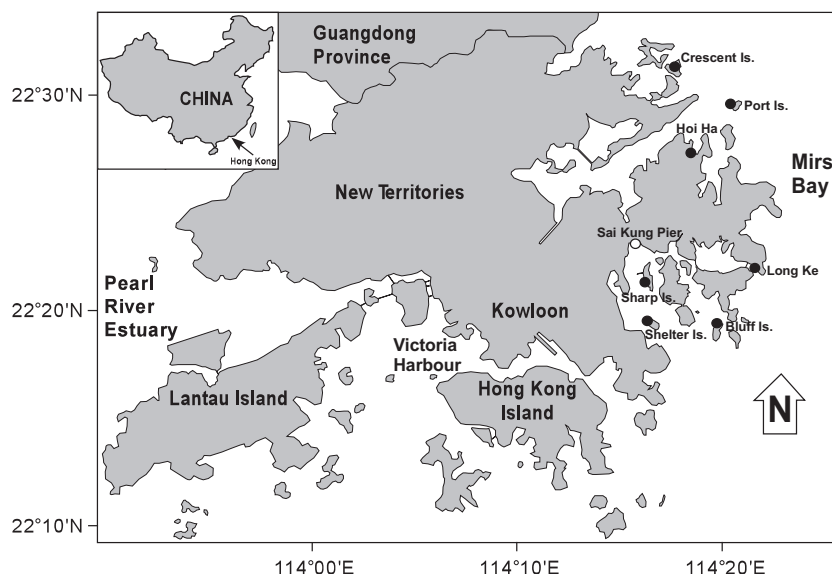 Guangdong
Province
Crescent Is.
22°30'N
CHINA
Port Is.
Hoi Ha
Hong Kong
Mirs
Bay
New Territories
Sai Kung Pier
Long Ke
Pearl
River
Estuary
22°20'N
Sharp Is.
Kowloon
Bluff Is.
Shelter Is.
Victoria
Harbour
Lantau Island
Hong Kong
Island
N
22°10'N
114°00'E
114°10'E
114°20'E